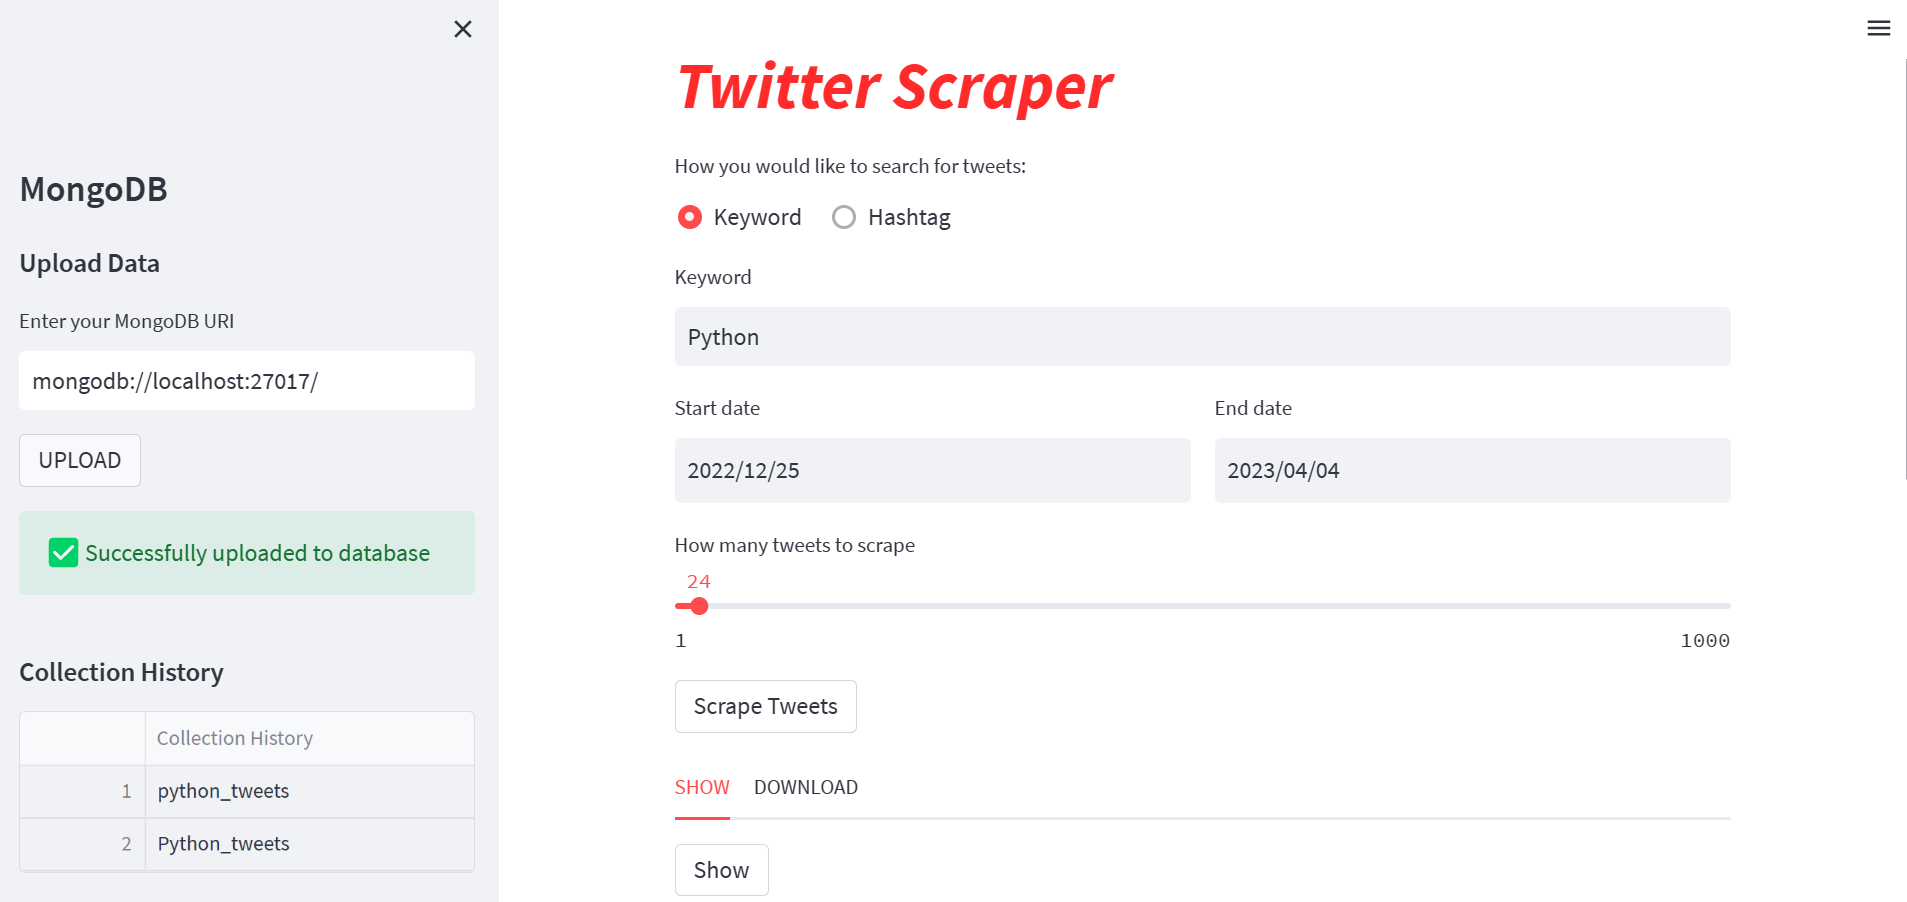 MongoDB
Upload Data
Enter your MongoDB URI
mongodb://localhost:27017/
UPLOAD
Successfully uploaded to database
Collection History
Collection History
1 python_tweets
2 Python_tweets
Twitter Scraper
How you would like to search for tweets:
Keyword Hashtag
Keyword
Python
Start date End date
2022/12/25 2023/04/04
How many tweets to scrape
24
1 1000
Scrape Tweets
SHOW DOWNLOAD
Show